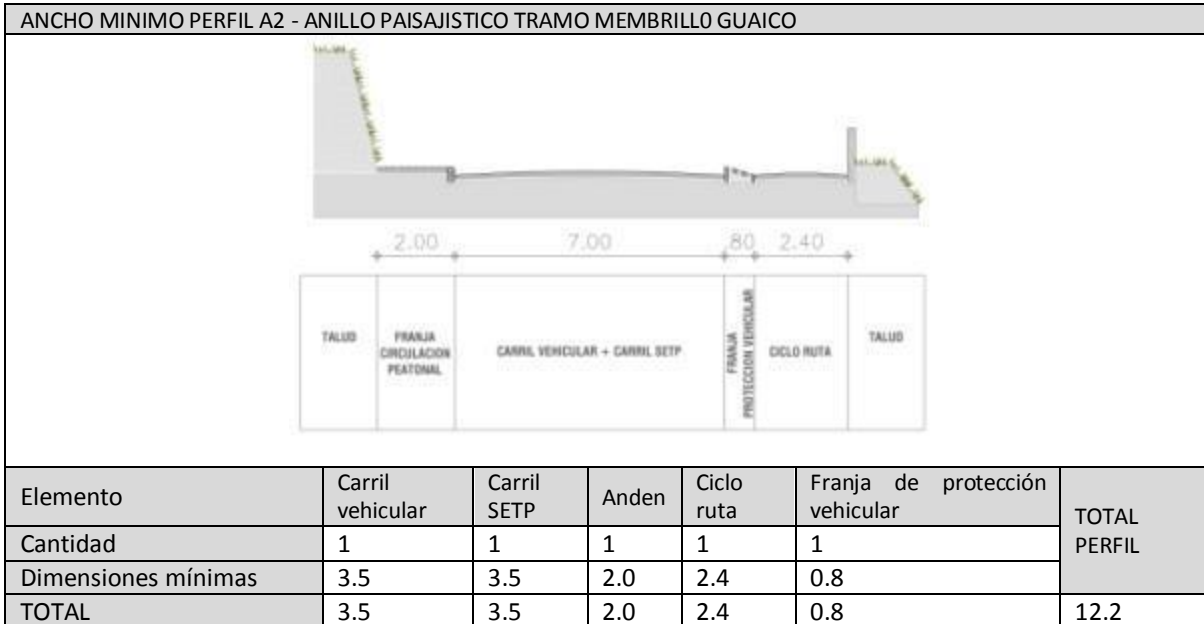 ANCHO MINIMO PERFIL A2 - ANILLO PAISAJISTICO TRAMO MEMBRILL0 GUAICO
2.00 7.00 .80 2.40
TALUD
FRANJA
CIRCULACION
PEATONAL
CARRIL VEHICULAR + CARRIL SETP
FRANJA
PROTECCION VEHICULAR
CICLO RUTA
TALUD
Elemento Carril vehicular Carril SETP Anden Ciclo ruta Franja de protección vehicular TOTAL PERFIL
Cantidad 1 1 1 1 1
Dimensiones mínimas 3.5 3.5 2.0 2.4 0.8
TOTAL 3.5 3.5 2.0 2.4 0.8 12.2